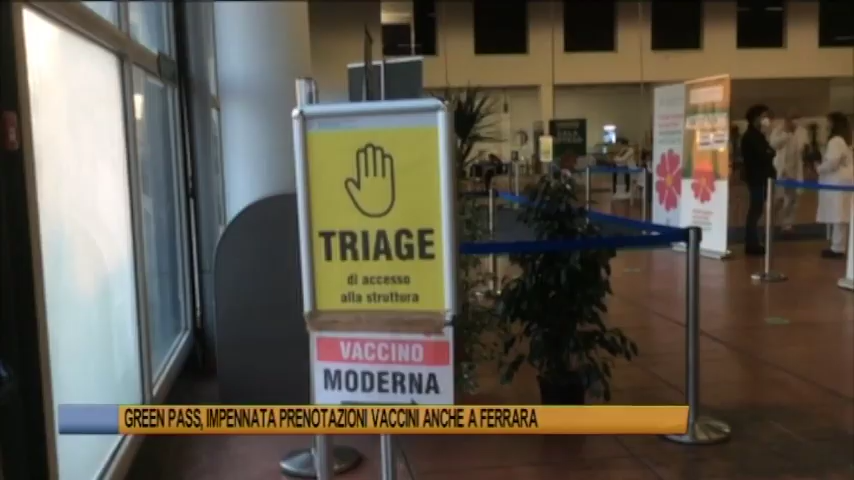 TRIAGE
di accesso
alla struttura
VACCINO
MODERNA
GREEN PASS, IMPENNATA PRENOTAZIONI VACCINI ANCHE A FERRARA